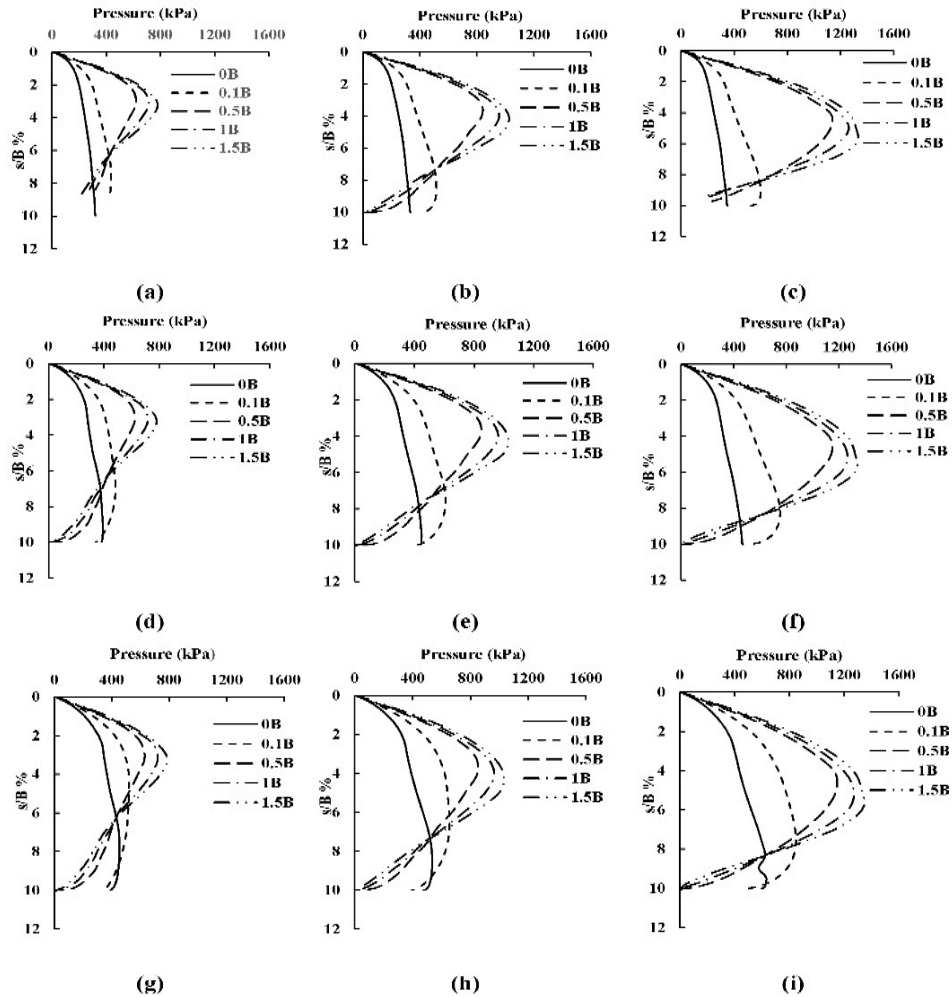 Pressure (kPa)
0 400 800 1200 1600
0
2
4
6
8
10
12
s/B %
0B
0.1B
0.5B
1B
1.5B
(a)
Pressure (kPa)
0 400 800 1200 1600
0
2
4
6
8
10
12
s/B %
0B
0.1B
0.5B
1B
1.5B
(b)
Pressure (kPa)
0 400 800 1200 1600
0
2
4
6
8
10
12
s/B %
0B
0.1B
0.5B
1B
1.5B
(c)
Pressure (kPa)
0 400 800 1200 1600
0
2
4
6
8
10
12
s/B %
0B
0.1B
0.5B
1B
1.5B
(d)
Pressure (kPa)
0 400 800 1200 1600
0
2
4
6
8
10
12
s/B %
0B
0.1B
0.5B
1B
1.5B
(e)
Pressure (kPa)
0 400 800 1200 1600
0
2
4
6
8
10
12
s/B %
0B
0.1B
0.5B
1B
1.5B
(f)
Pressure (kPa)
0 400 800 1200 1600
0
2
4
6
8
10
12
s/B %
0B
0.1B
0.5B
1B
1.5B
(g)
Pressure (kPa)
0 400 800 1200 1600
0
2
4
6
8
10
12
s/B %
0B
0.1B
0.5B
1B
1.5B
(h)
Pressure (kPa)
0 400 800 1200 1600
0
2
4
6
8
10
12
s/B %
0B
0.1B
0.5B
1B
1.5B
(i)